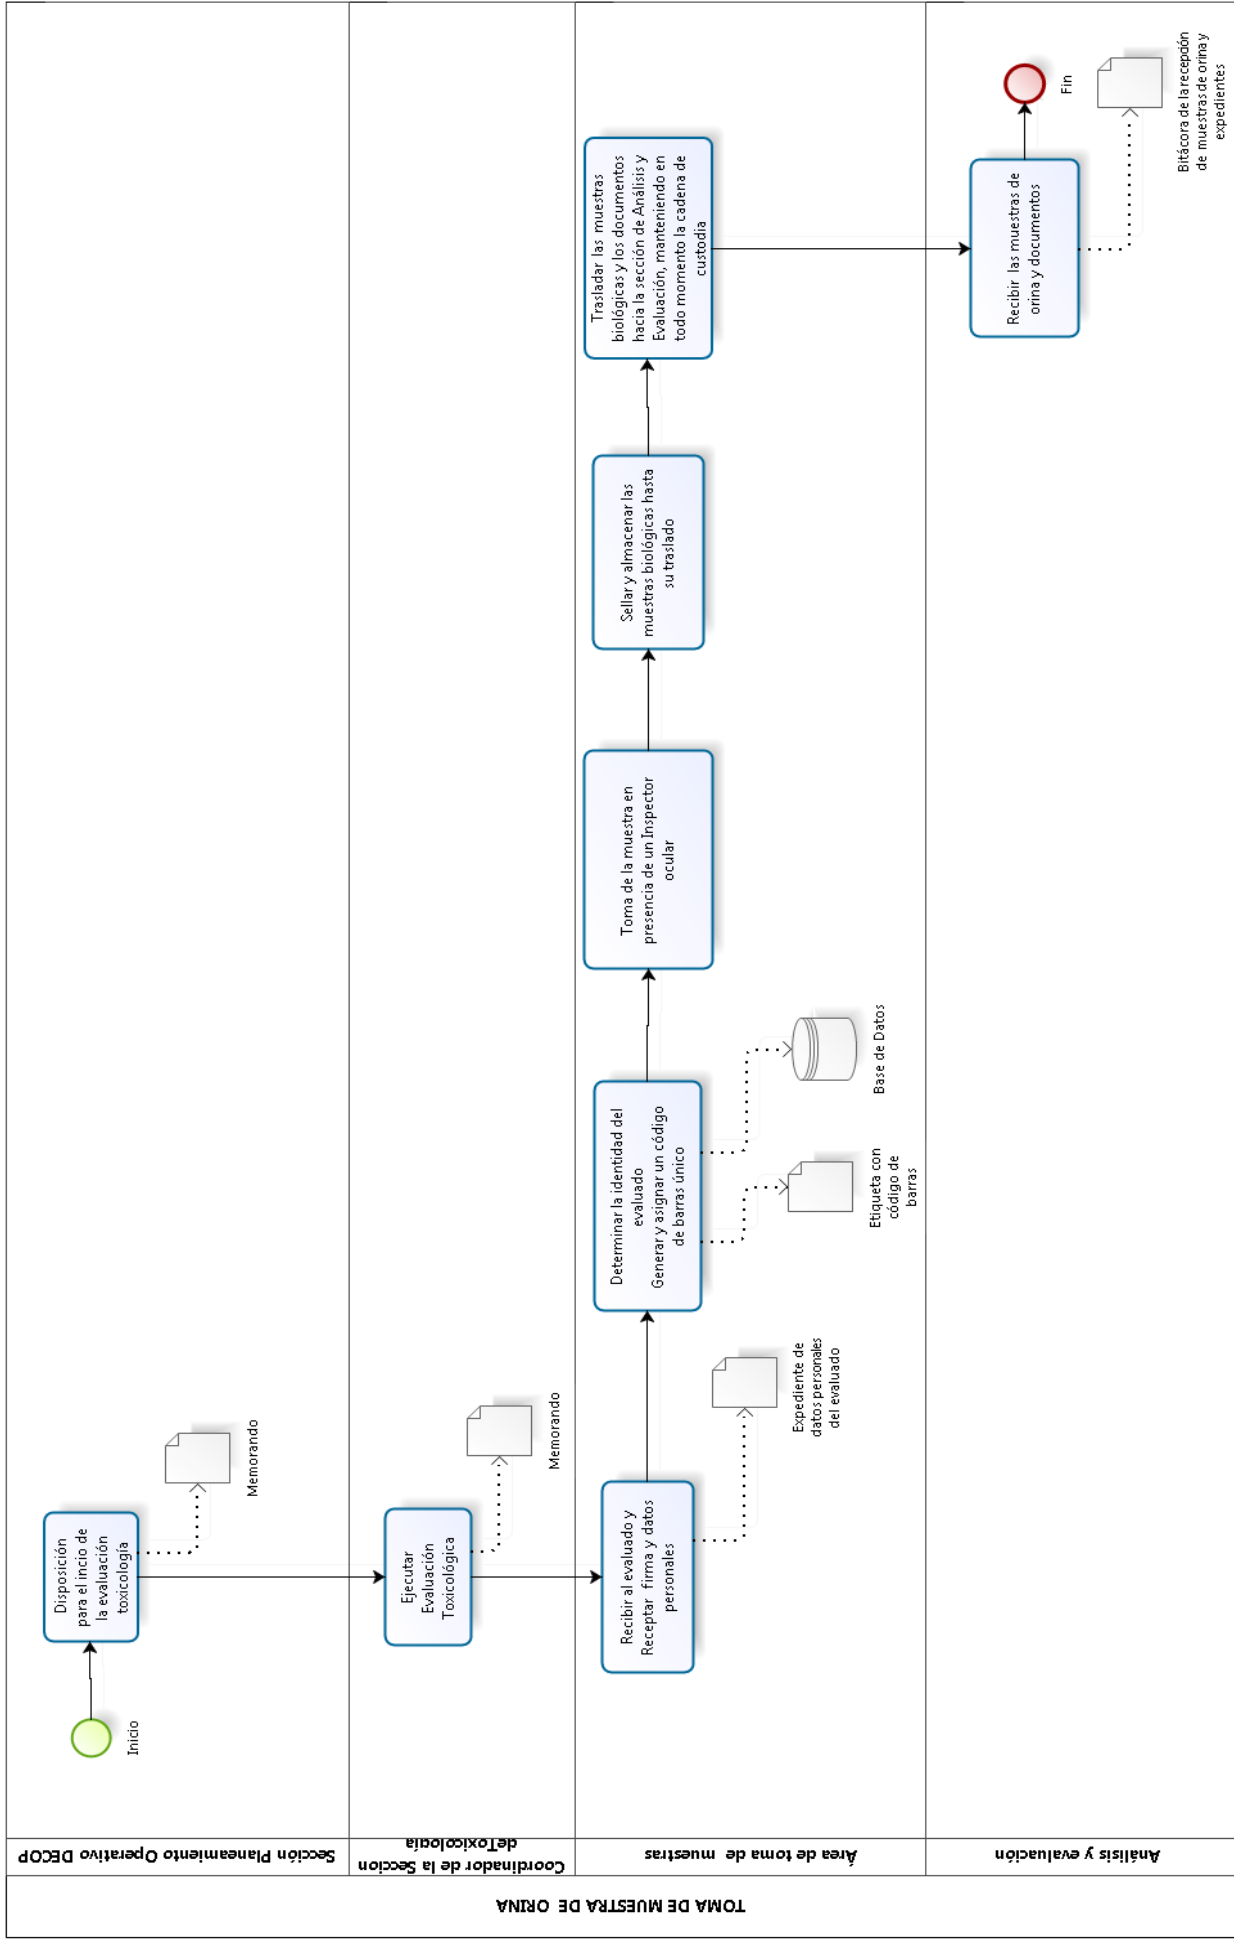 TOMA DE MUESTRA DE ORINA
Sección Planeamiento Operativo DECOP
Inicio
Disposición
para el incio de
la evaluación
toxicología
Memorando
Coordinador de la Seccion
deToxicología
Ejecutar
Evaluación
Toxicológica
Memorando
Área de toma de muestras
Recibir al evaluado y
Receptar firma y datos
personales
Expediente de
datos personales
del evaluado
Determinar la identidad del
evaluado
Generar y asignar un código
de barras único
Etiqueta con
código de
barras
Base de Datos
Toma de la muestra en
presencia de un Inspector
ocular
Sellar y almacenar las
muestras biológicas hasta
su traslado
Trasladar las muestras
biológicas y los documentos
hacia la sección de Análisis y
Evaluación, manteniendo en
todo momento la cadena de
custodia
Análisis y evaluación
Recibir las muestras de
orina y documentos
Fin
Bitácora de la recepción
de muestras de orina y
expedientes